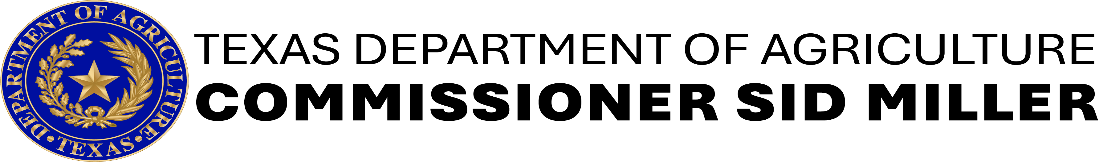 DEPARTMENT OF AGRICULTURE
TEXAS
TEXAS DEPARTMENT OF AGRICULTURE
COMMISSIONER SID MILLER